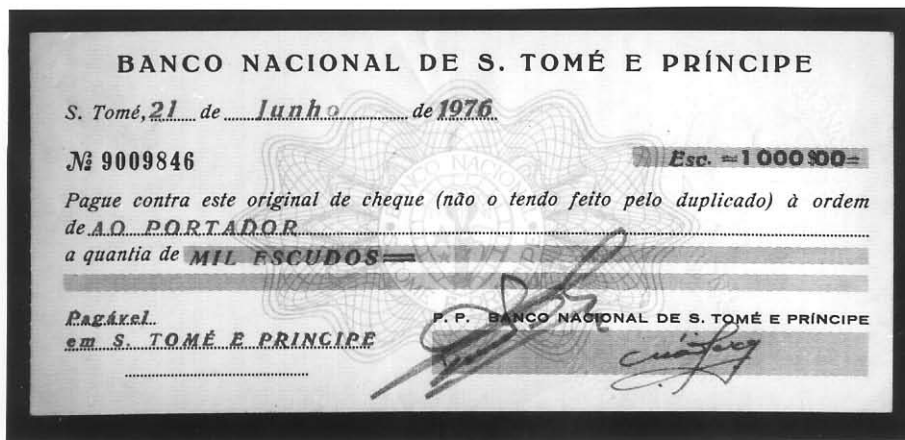 BANCO NACIONAL DE S. TOMÉ E PRÍNCIPE
S. Tomé, 21 de Junho de 1976
№ 9009846 Esc. =1000$00=
Pague contra este original de cheque (não o tendo feito pelo duplicado) à ordem
de AO PORTADOR
a quantia de MIL ESCUDOS=
Pagável P. P. BANCO NACIONAL DE S. TOMÉ E PRÍNCIPE
em S. TOMÉ E PRINCIPE